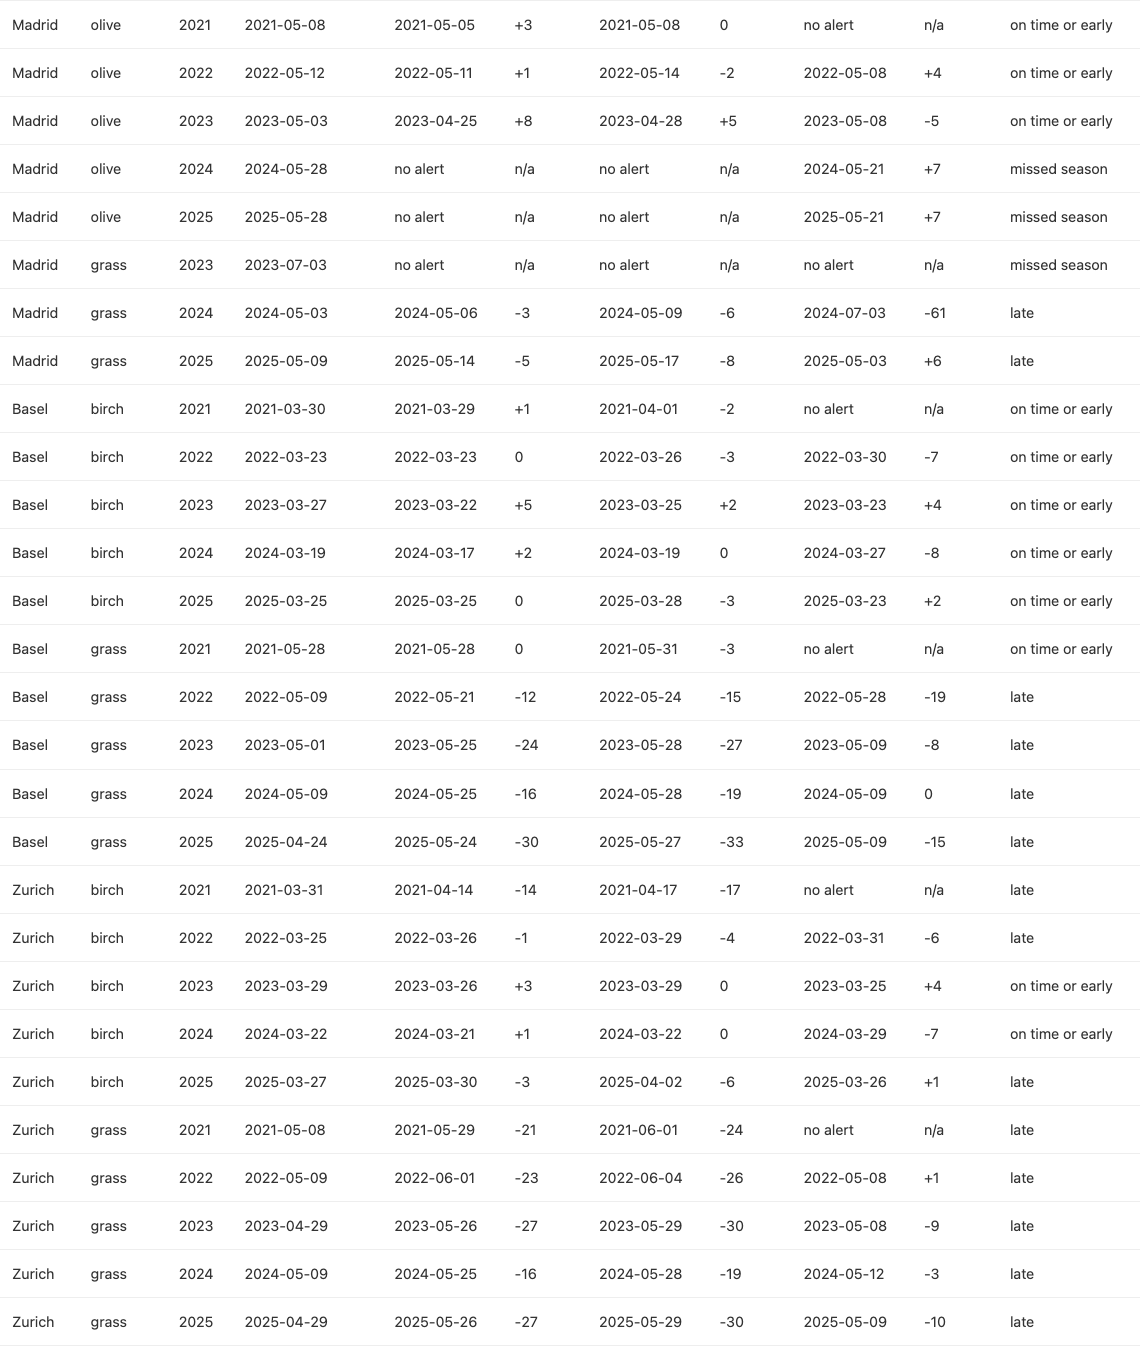 Madrid olive 2021 2021-05-08 2021-05-05 +3 2021-05-08 0 no alert n/a on time or early
Madrid olive 2022 2022-05-12 2022-05-11 +1 2022-05-14 -2 2022-05-08 +4 on time or early
Madrid olive 2023 2023-05-03 2023-04-25 +8 2023-04-28 +5 2023-05-08 -5 on time or early
Madrid olive 2024 2024-05-28 no alert n/a no alert n/a 2024-05-21 +7 missed season
Madrid olive 2025 2025-05-28 no alert n/a no alert n/a 2025-05-21 +7 missed season
Madrid grass 2023 2023-07-03 no alert n/a no alert n/a no alert n/a missed season
Madrid grass 2024 2024-05-03 2024-05-06 -3 2024-05-09 -6 2024-07-03 -61 late
Madrid grass 2025 2025-05-09 2025-05-14 -5 2025-05-17 -8 2025-05-03 +6 late
Basel birch 2021 2021-03-30 2021-03-29 +1 2021-04-01 -2 no alert n/a on time or early
Basel birch 2022 2022-03-23 2022-03-23 0 2022-03-26 -3 2022-03-30 -7 on time or early
Basel birch 2023 2023-03-27 2023-03-22 +5 2023-03-25 +2 2023-03-23 +4 on time or early
Basel birch 2024 2024-03-19 2024-03-17 +2 2024-03-19 0 2024-03-27 -8 on time or early
Basel birch 2025 2025-03-25 2025-03-25 0 2025-03-28 -3 2025-03-23 +2 on time or early
Basel grass 2021 2021-05-28 2021-05-28 0 2021-05-31 -3 no alert n/a on time or early
Basel grass 2022 2022-05-09 2022-05-21 -12 2022-05-24 -15 2022-05-28 -19 late
Basel grass 2023 2023-05-01 2023-05-25 -24 2023-05-28 -27 2023-05-09 -8 late
Basel grass 2024 2024-05-09 2024-05-25 -16 2024-05-28 -19 2024-05-09 0 late
Basel grass 2025 2025-04-24 2025-05-24 -30 2025-05-27 -33 2025-05-09 -15 late
Zurich birch 2021 2021-03-31 2021-04-14 -14 2021-04-17 -17 no alert n/a late
Zurich birch 2022 2022-03-25 2022-03-26 -1 2022-03-29 -4 2022-03-31 -6 late
Zurich birch 2023 2023-03-29 2023-03-26 +3 2023-03-29 0 2023-03-25 +4 on time or early
Zurich birch 2024 2024-03-22 2024-03-21 +1 2024-03-22 0 2024-03-29 -7 on time or early
Zurich birch 2025 2025-03-27 2025-03-30 -3 2025-04-02 -6 2025-03-26 +1 late
Zurich grass 2021 2021-05-08 2021-05-29 -21 2021-06-01 -24 no alert n/a late
Zurich grass 2022 2022-05-09 2022-06-01 -23 2022-06-04 -26 2022-05-08 +1 late
Zurich grass 2023 2023-04-29 2023-05-26 -27 2023-05-29 -30 2023-05-08 -9 late
Zurich grass 2024 2024-05-09 2024-05-25 -16 2024-05-28 -19 2024-05-12 -3 late
Zurich grass 2025 2025-04-29 2025-05-26 -27 2025-05-29 -30 2025-05-09 -10 late